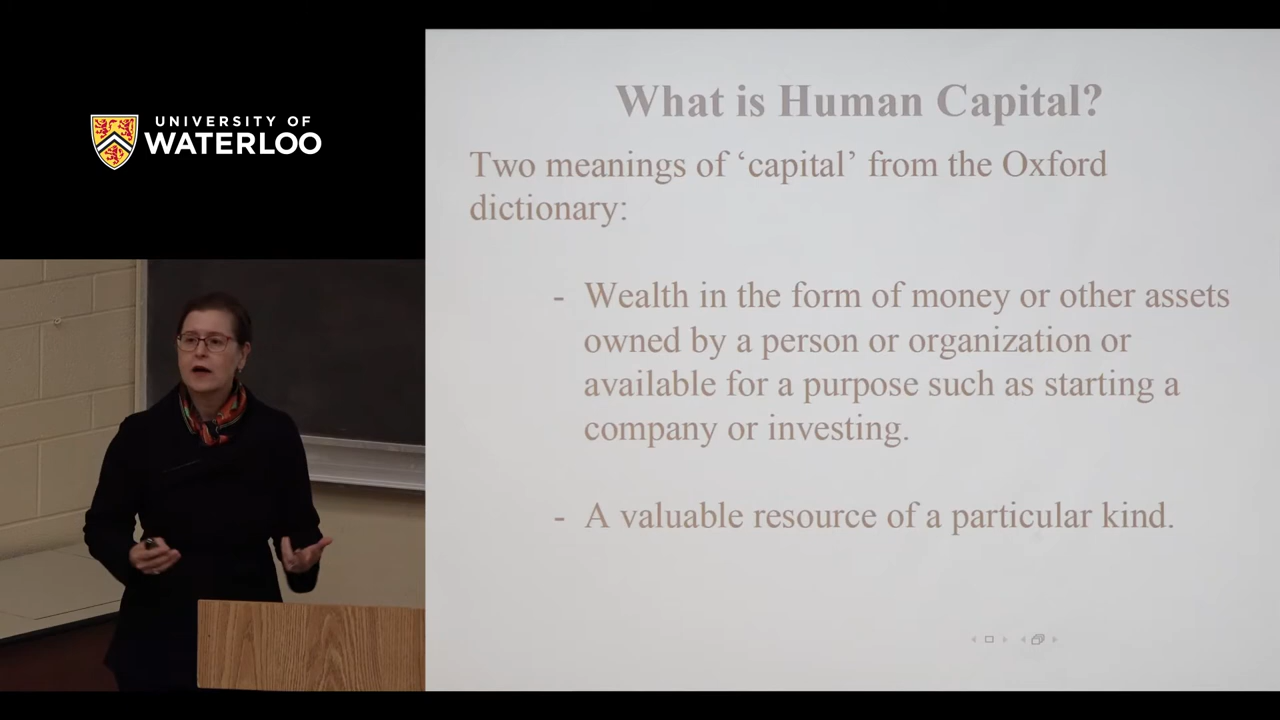 UNIVERSITY OF
WATERLOO
What is Human Capital?
Two meanings of ‘capital’ from the Oxford
dictionary:
- Wealth in the form of money or other assets
owned by a person or organization or
available for a purpose such as starting a
company or investing.
- A valuable resource of a particular kind.